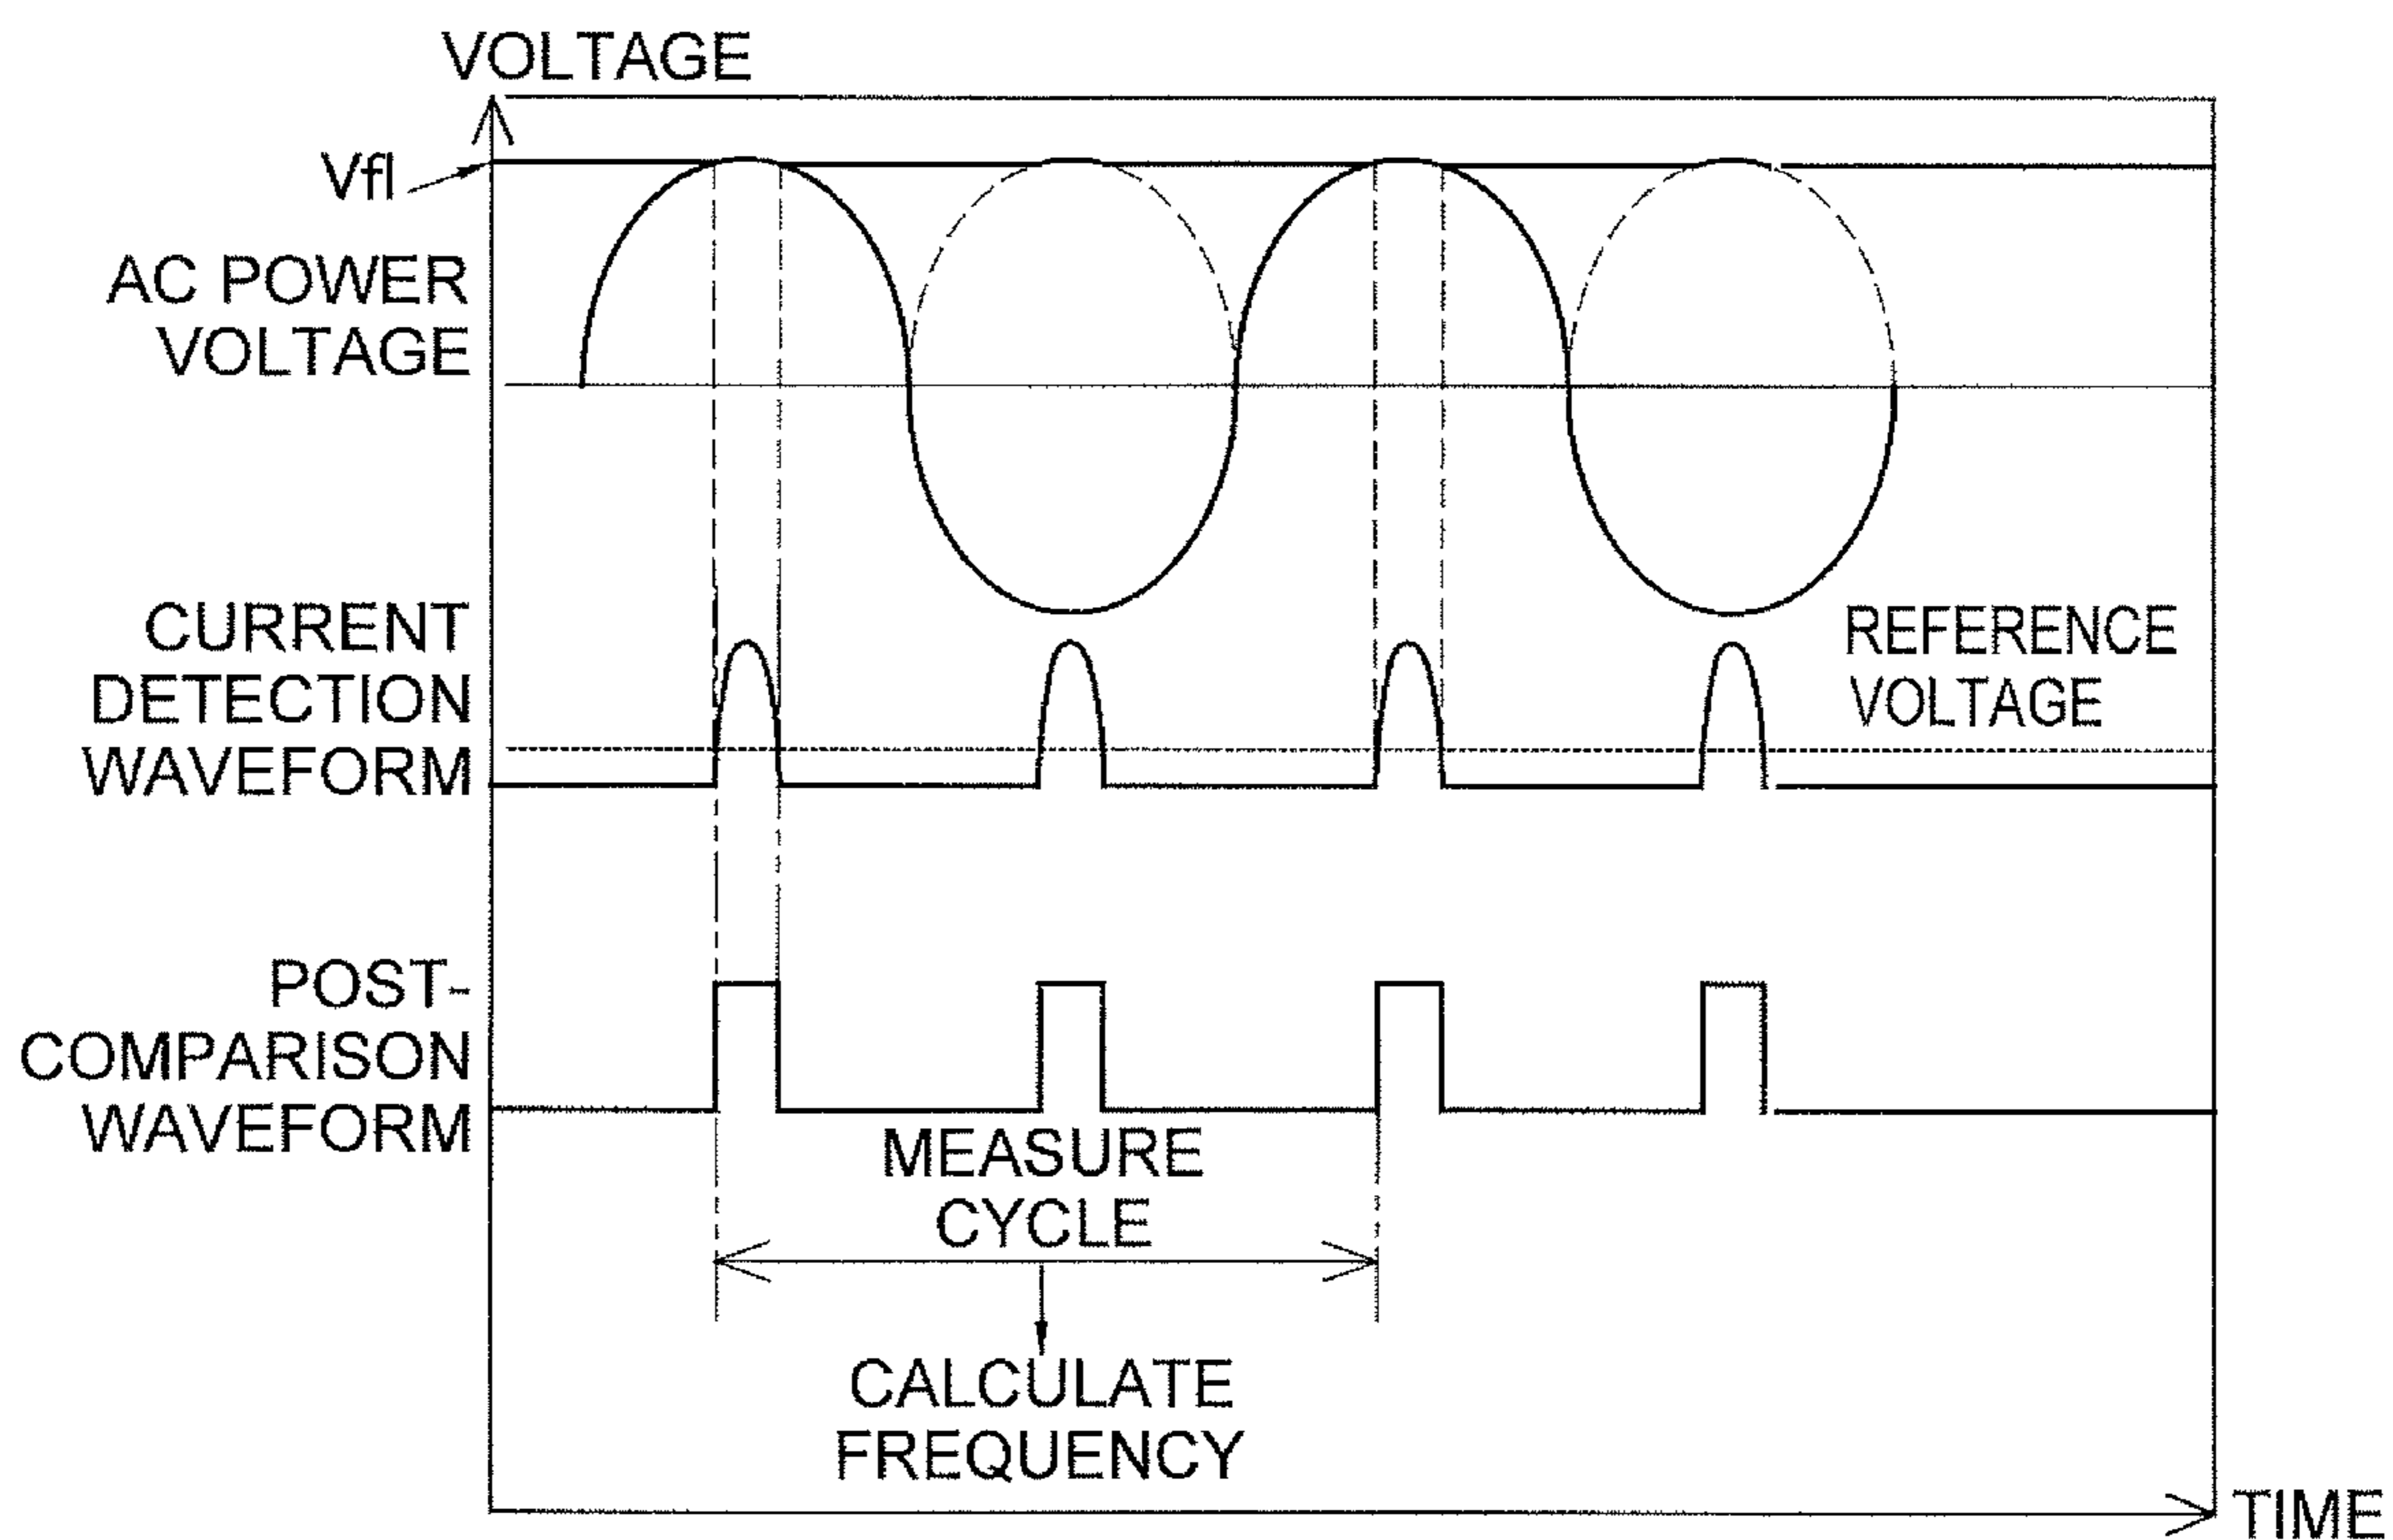 VOLTAGE
Vfl
AC POWER
VOLTAGE
CURRENT
DETECTION
WAVEFORM
REFERENCE
VOLTAGE
POST-
COMPARISON
WAVEFORM
MEASURE
CYCLE
CALCULATE
FREQUENCY
TIME